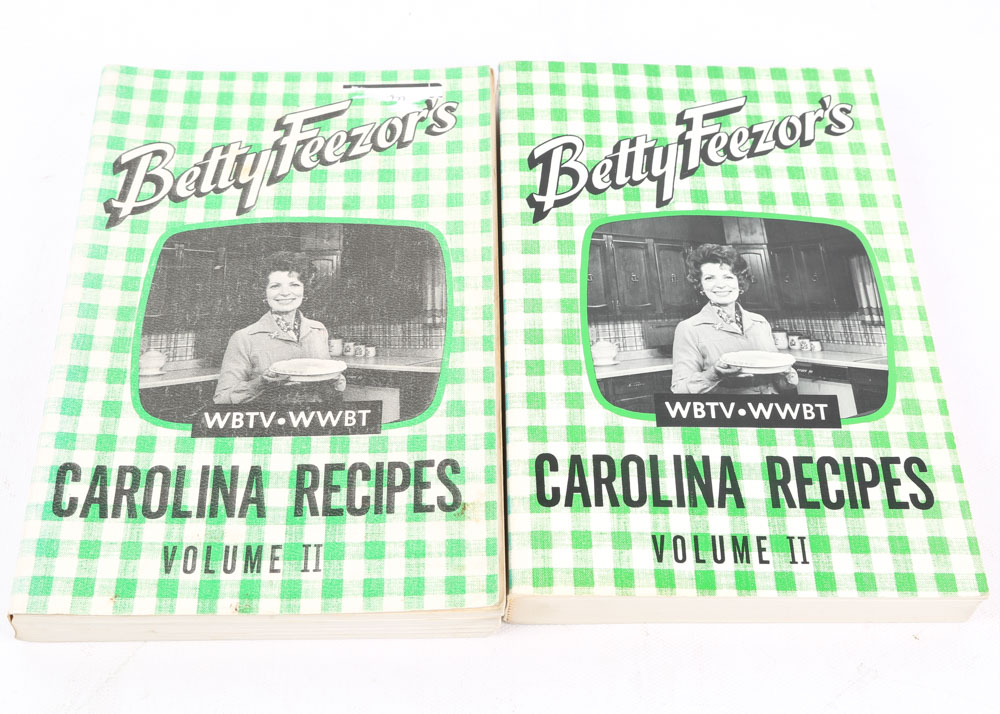 Betty Feezor's
WBTV•WWBT
CAROLINA RECIPES
VOLUME II
Betty Feezor's
WBTV•WWBT
CAROLINA RECIPES
VOLUME II